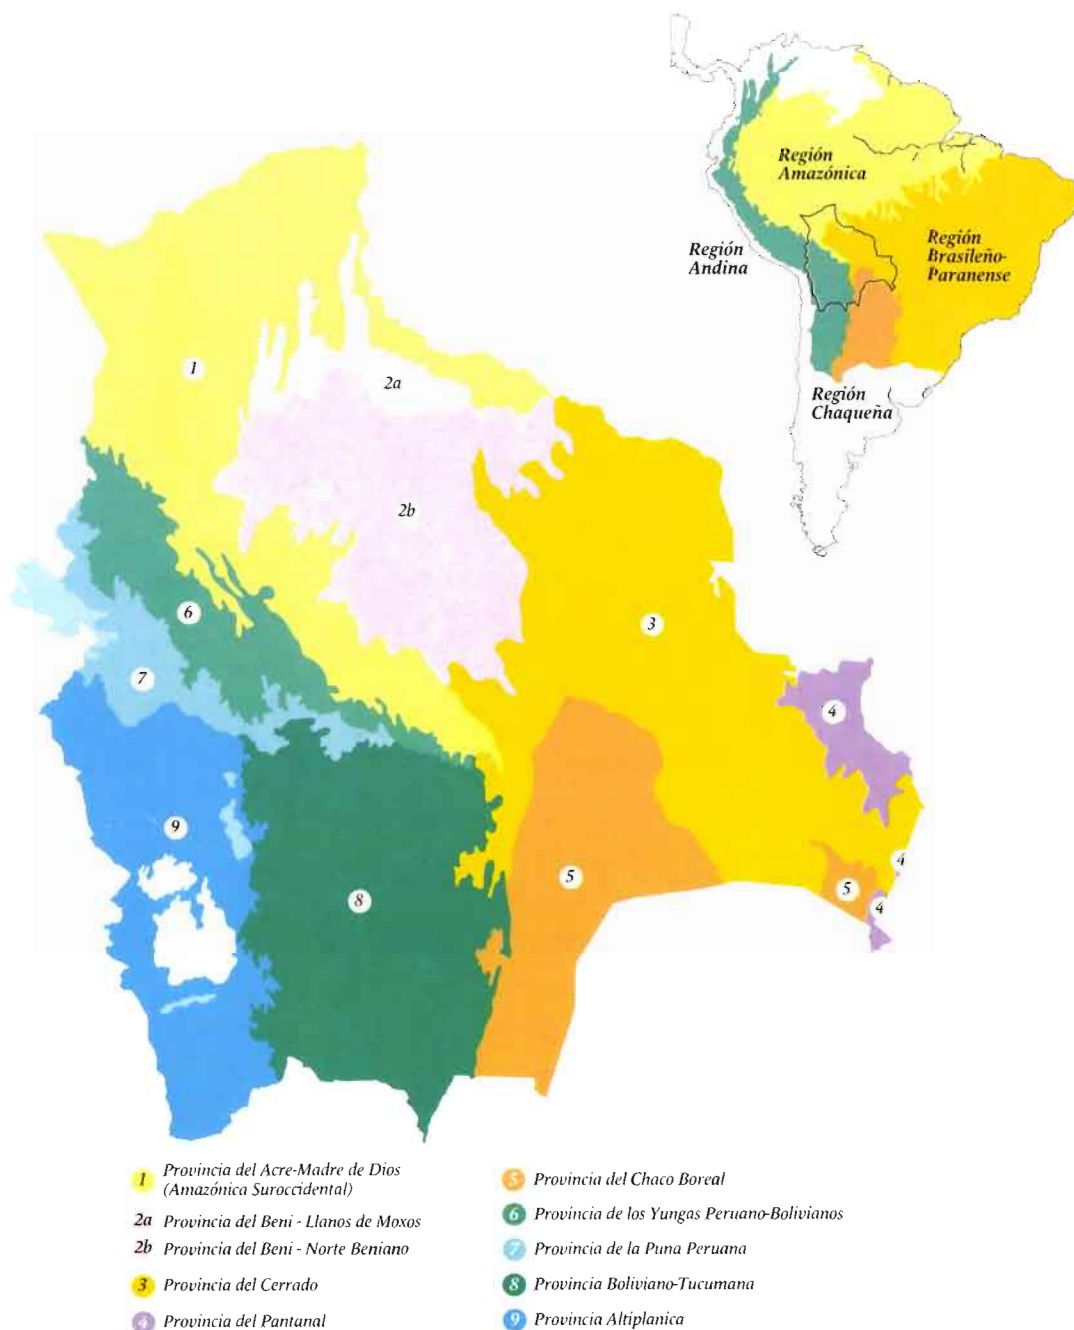 Región
Amazónica
Región
Andina
Región
Brasileño-
Paranense
Región
Chaqueña
1
2a
2b
3
6
7
4
9
8
5
4
5
4
1 Provincia del Acre-Madre de Dios
(Amazónica Suroccidental)
2a Provincia del Beni - Llanos de Moxos
2b Provincia del Beni - Norte Beniano
3 Provincia del Cerrado
4 Provincia del Pantanal
5 Provincia del Chaco Boreal
6 Provincia de los Yungas Peruano-Bolivianos
7 Provincia de la Puna Peruana
8 Provincia Boliviano-Tucumana
9 Provincia Altiplanica